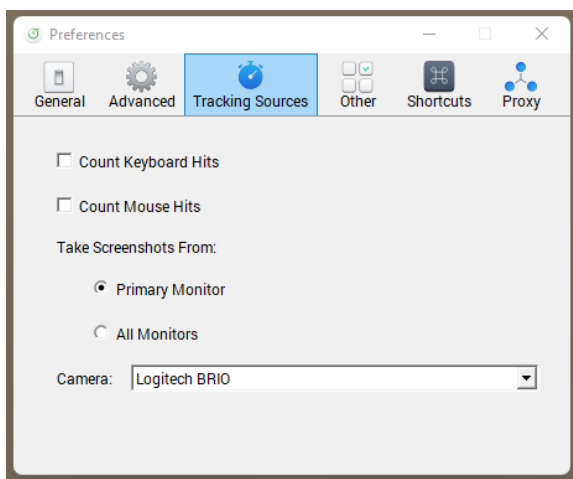 Preferences
General Advanced Tracking Sources Other Shortcuts Proxy
Count Keyboard Hits
Count Mouse Hits
Take Screenshots From:
Primary Monitor
All Monitors
Camera: Logitech BRIO